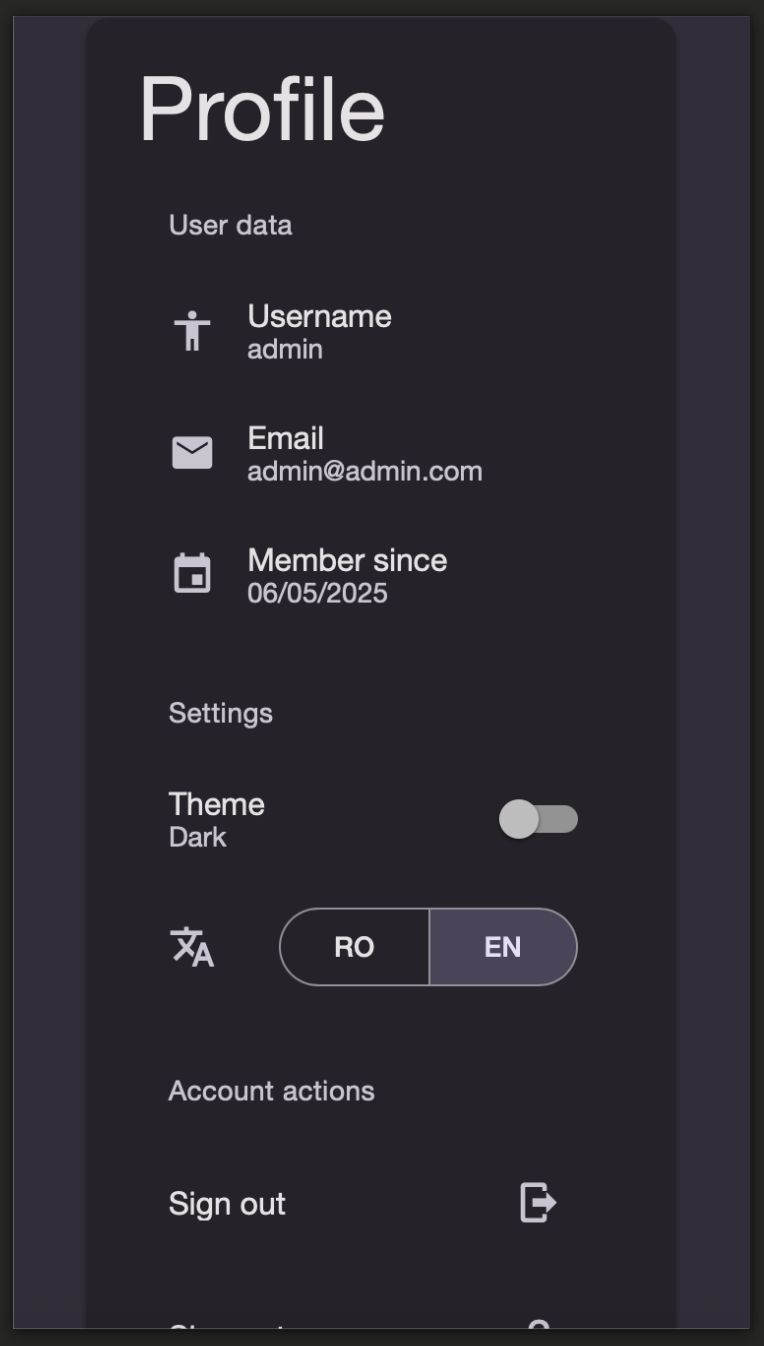 Profile
User data
Username
admin
Email
admin@admin.com
Member since
06/05/2025
Settings
Theme
Dark
RO
EN
Account actions
Sign out